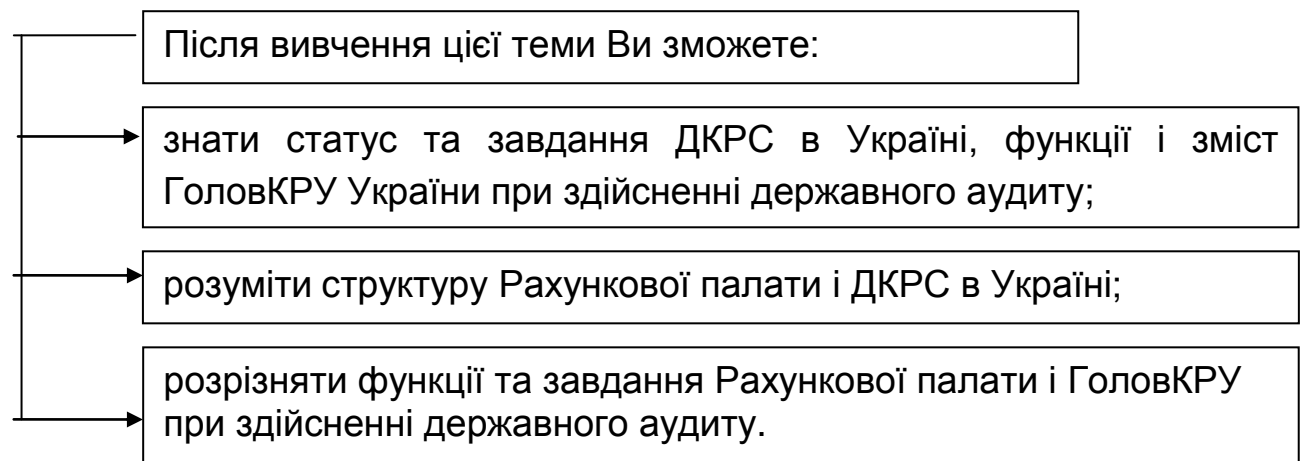 Після вивчення цієї теми Ви зможете:
знати статус та завдання ДКРС в Україні, функції і зміст
ГоловКРУ України при здійсненні державного аудиту;
розуміти структуру Рахункової палати і ДКРС в Україні;
розрізняти функції та завдання Рахункової палати і ГоловКРУ
при здійсненні державного аудиту.